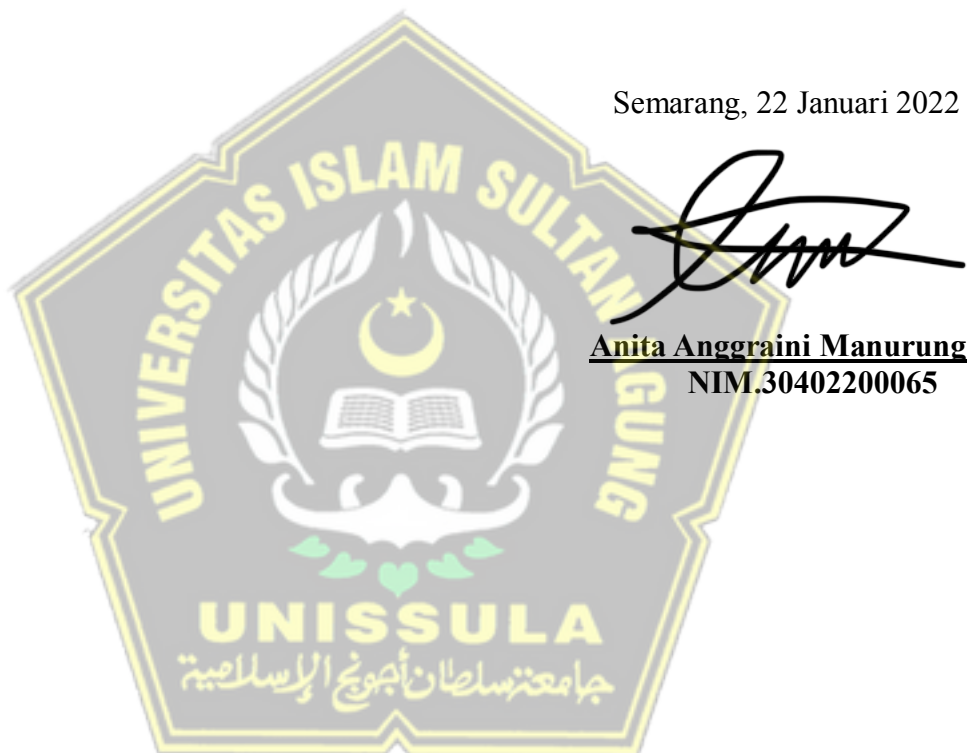 Semarang, 22 Januari 2022
UNIVERSITAS ISLAM SULTAN AGUNG
Anita Anggraini Manurung
NIM.30402200065
UNISSULA
جامعة سلطان أجونج الإسلامية